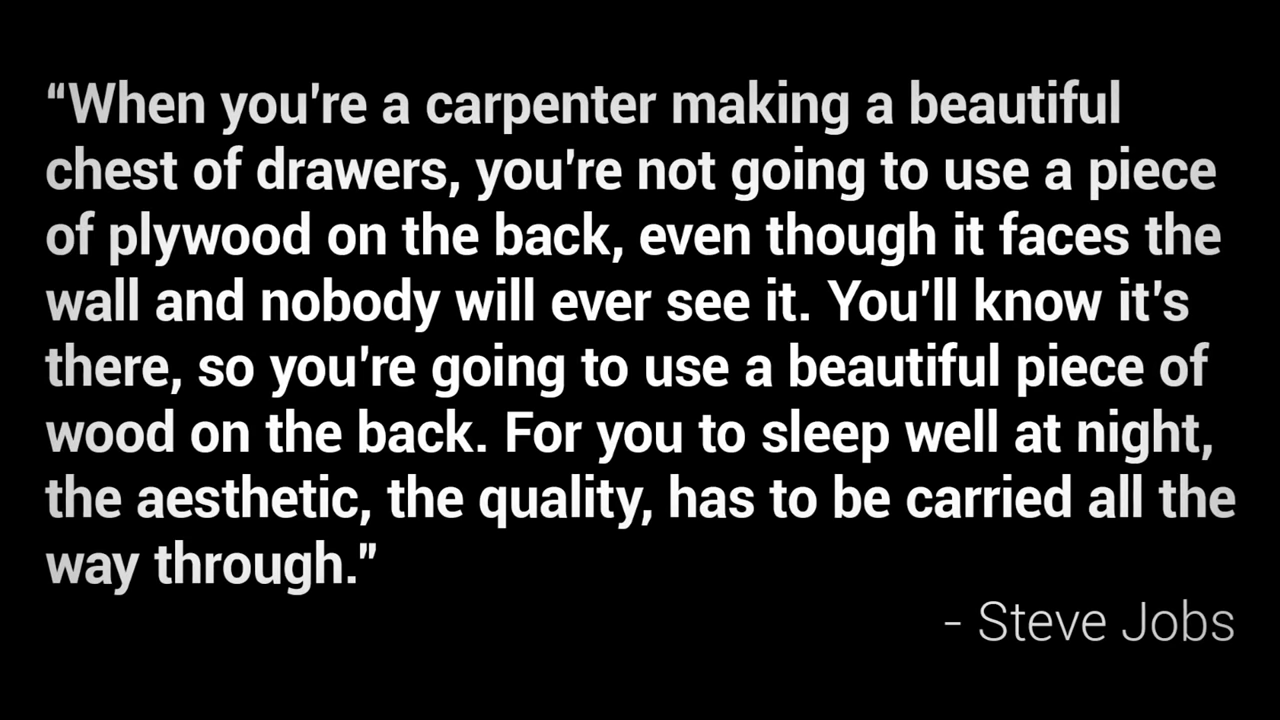 “When you're a carpenter making a beautiful
chest of drawers, you're not going to use a piece
of plywood on the back, even though it faces the
wall and nobody will ever see it. You'll know it's
there, so you're going to use a beautiful piece of
wood on the back. For you to sleep well at night,
the aesthetic, the quality, has to be carried all the
way through.”
- Steve Jobs